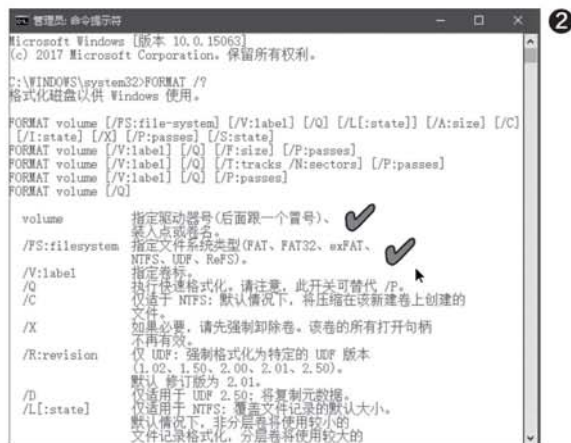 管理员: 命令提示符
❷
Microsoft Windows [版本 10.0.15063]
(c) 2017 Microsoft Corporation。保留所有权利。
C:\WINDOWS\system32>FORMAT /?
格式化磁盘以供 Windows 使用。
FORMAT volume [/FS:file-system] [/V:label] [/Q] [/L[:state]] [/A:size] [/C]
[/I:state] [/X] [/P:passes] [/S:state]
FORMAT volume [/V:label] [/Q] [/F:size] [/P:passes]
FORMAT volume [/V:label] [/Q] [/T:tracks /N:sectors] [/P:passes]
FORMAT volume [/V:label] [/Q] [/P:passes]
FORMAT volume [/Q]
volume 指定驱动器号(后面跟一个冒号)、
装入点或卷名。
/FS:filesystem 指定文件系统类型(FAT、FAT32、exFAT、
NTFS、UDF、ReFS)。
/V:label 指定卷标。
/Q 执行快速格式化。请注意，此开关可替代 /P。
/C 仅适于 NTFS: 默认情况下，将压缩在该新建卷上创建的
文件。
/X 如果必要，请先强制卸除卷。该卷的所有打开句柄
不再有效。
/R:revision 仅 UDF: 强制格式化为特定的 UDF 版本
(1.02、1.50、2.00、2.01、2.50)。
默认 修订版为 2.01。
/D 仅适用于 UDF 2.50: 将复制元数据。
/L[:state] 仅适用于 NTFS: 覆盖文件记录的默认大小。
默认情况下，非分层卷将使用较小的
文件记录格式化，分层卷将使用较大的